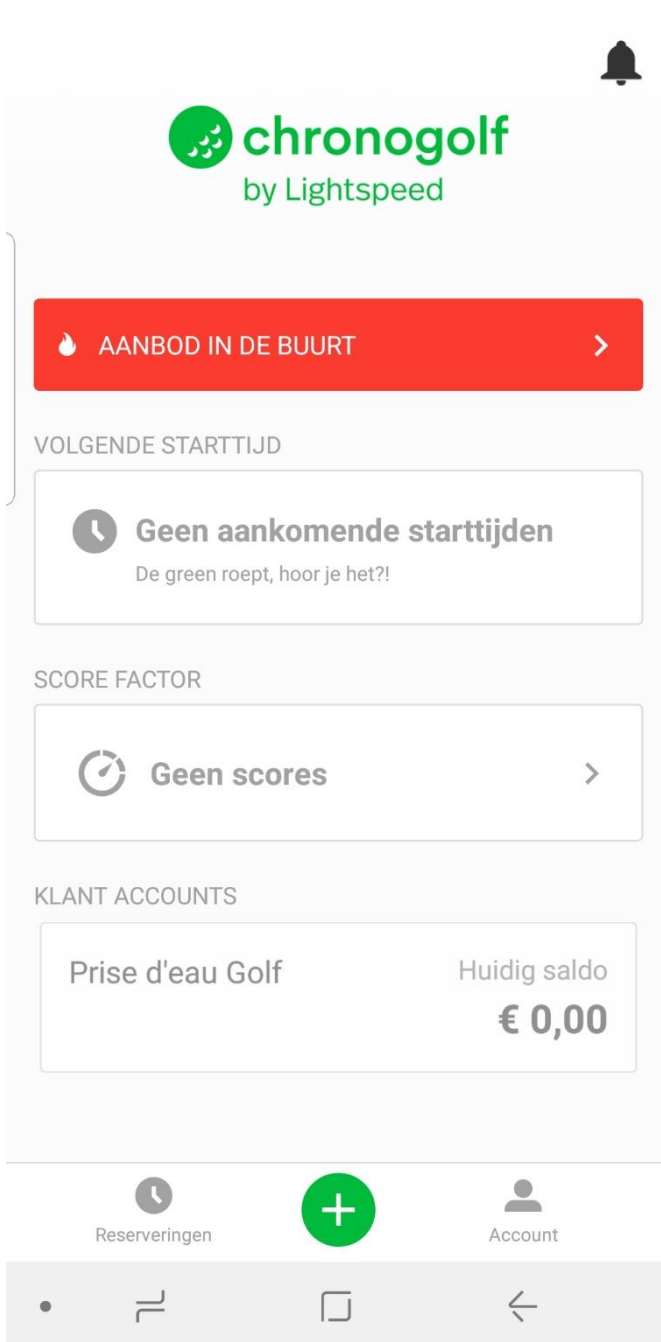 chronogolf
by Lightspeed
AANBOD IN DE BUURT
VOLGENDE STARTTIJD
Geen aankomende starttijden
De green roept, hoor je het?!
SCORE FACTOR
Geen scores
KLANT ACCOUNTS
Prise d'eau Golf
Huidig saldo
€ 0,00
Reserveringen
Account